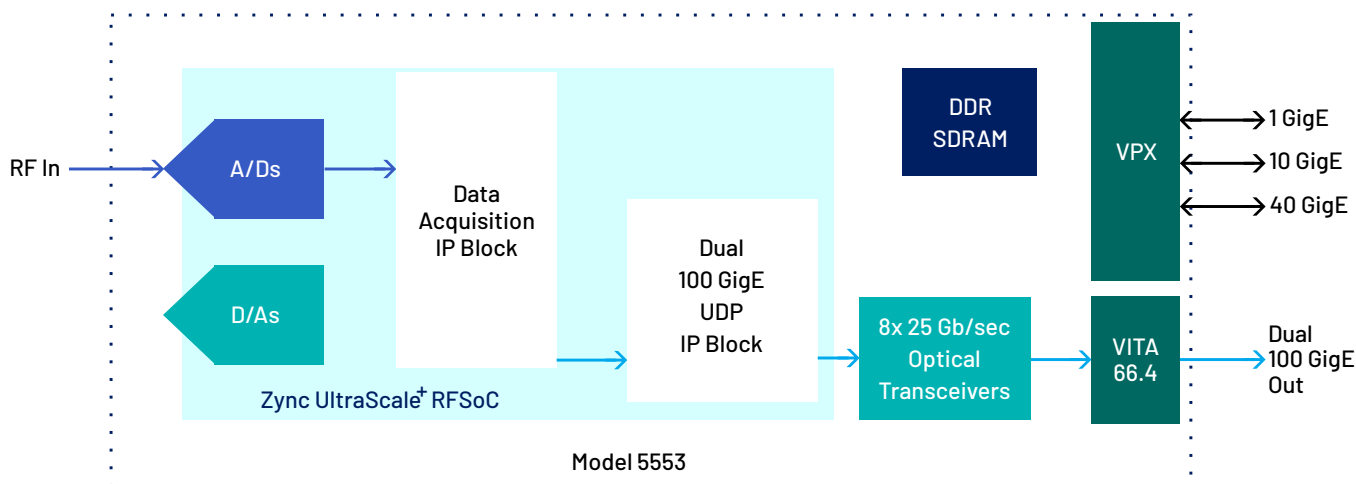 RF In
A/Ds
D/As
Data
Acquisition
IP Block
Dual
100 GigE
UDP
IP Block
Zync UltraScale+ RFSoC
DDR
SDRAM
8x 25 Gb/sec
Optical
Transceivers
VPX
VITA
66.4
1 GigE
10 GigE
40 GigE
Dual
100 GigE
Out
Model 5553